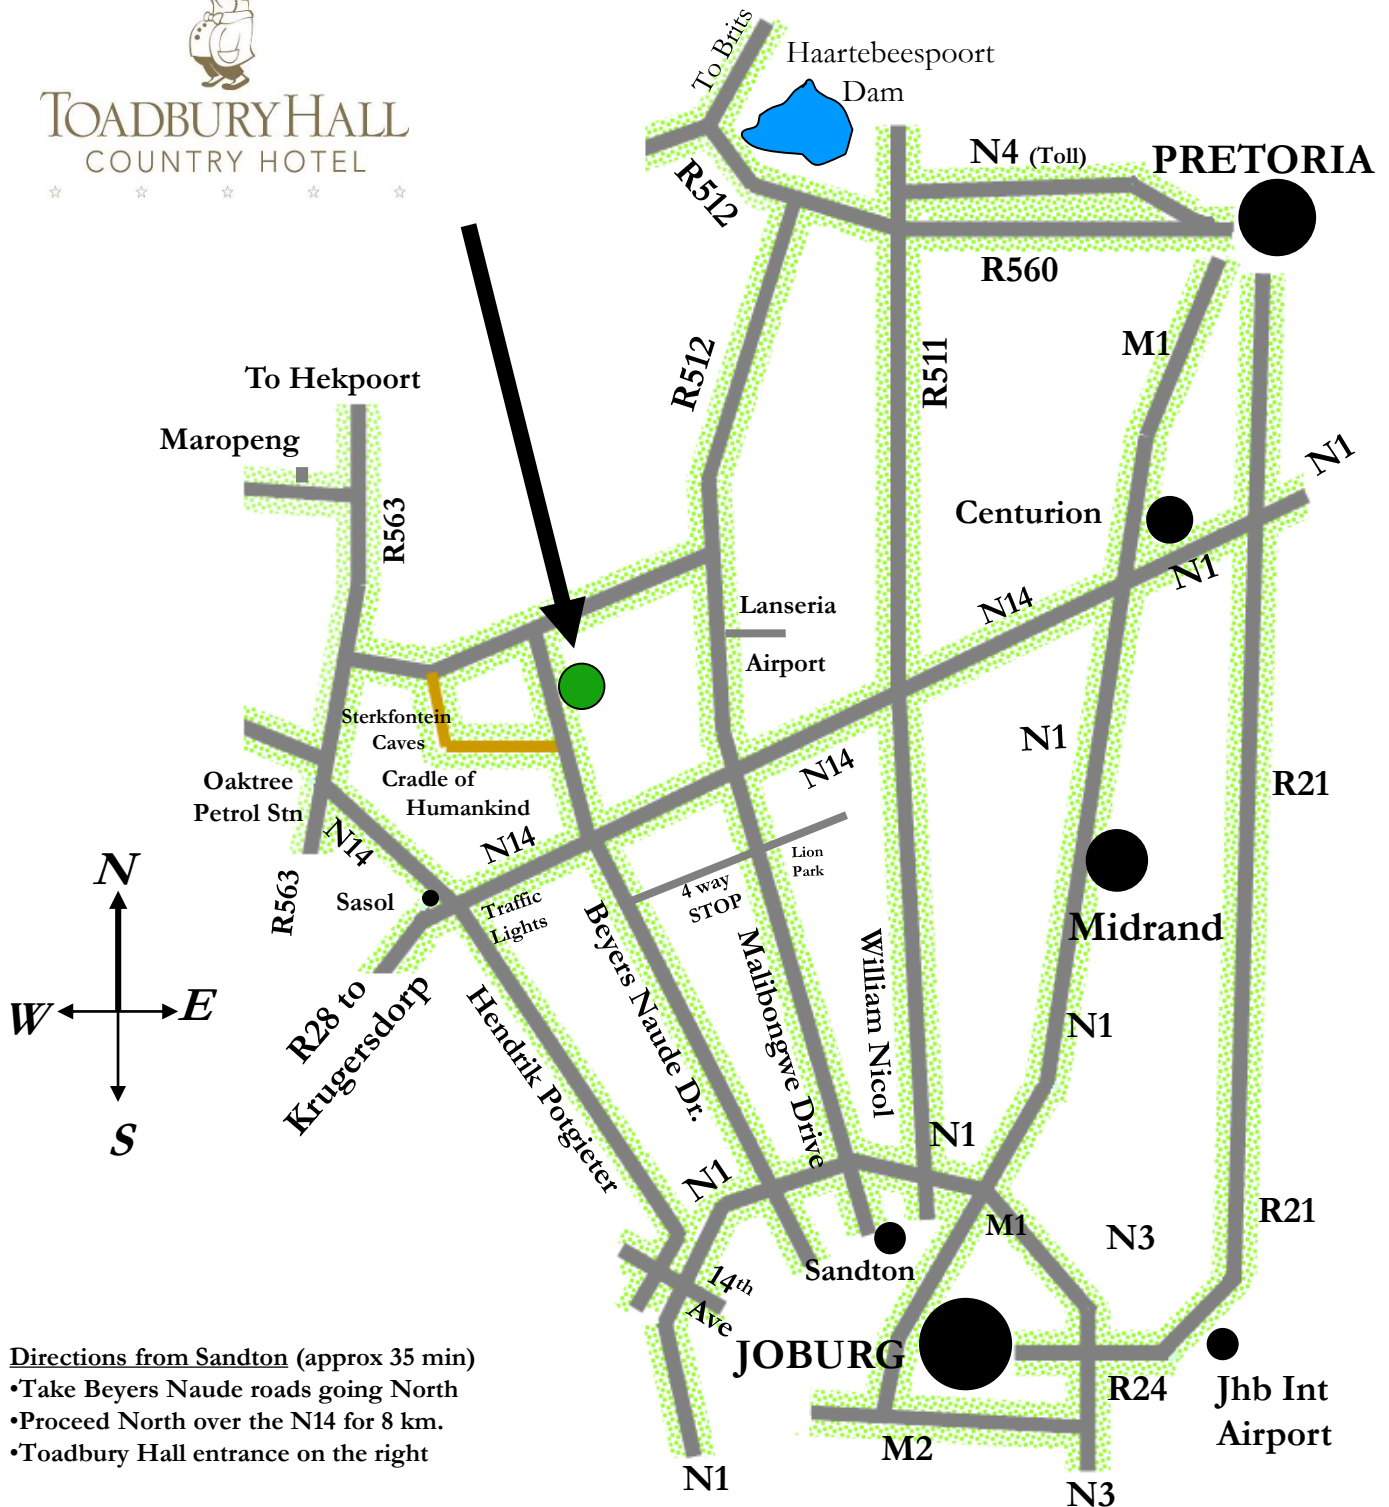 TOADBURY HALL
COUNTRY HOTEL
To Brits
Haartebeespoort
Dam
N4 (Toll)
PRETORIA
R512
R560
M1
R512
R511
To Hekpoort
Maropeng
R563
N1
Centurion
N1
N14
Lanseria
Airport
Sterkfontein
Caves
Cradle of
Humankind
Oaktree
Petrol Stn
N14
N14
N14
N1
R21
Lion
Park
4 way
STOP
Sasol
Traffic
Lights
R563
N
W
E
S
R28 to
Krugersdorp
Hendrik Potgieter
Beyers Naude Dr.
Malibongwe Drive
William Nicol
Midrand
N1
N1
N1
M1
N3
R21
Sandton
14th
Ave
JOBURG
R24
Jhb Int
Airport
M2
N1
N3
Directions from Sandton (approx 35 min)
•Take Beyers Naude roads going North
•Proceed North over the N14 for 8 km.
•Toadbury Hall entrance on the right